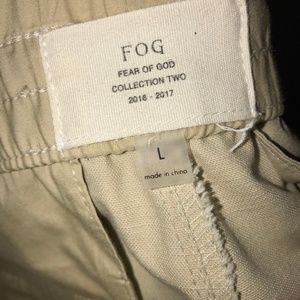 FOG
FEAR OF GOD
COLLECTION TWO
2016 - 2017
L
made in china